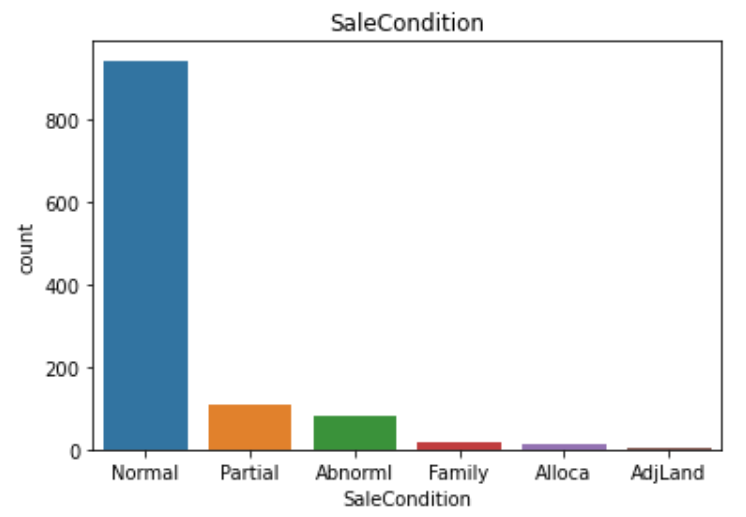 SaleCondition
800
600
400
200
0
count
Normal Partial Abnorml Family Alloca AdjLand
SaleCondition